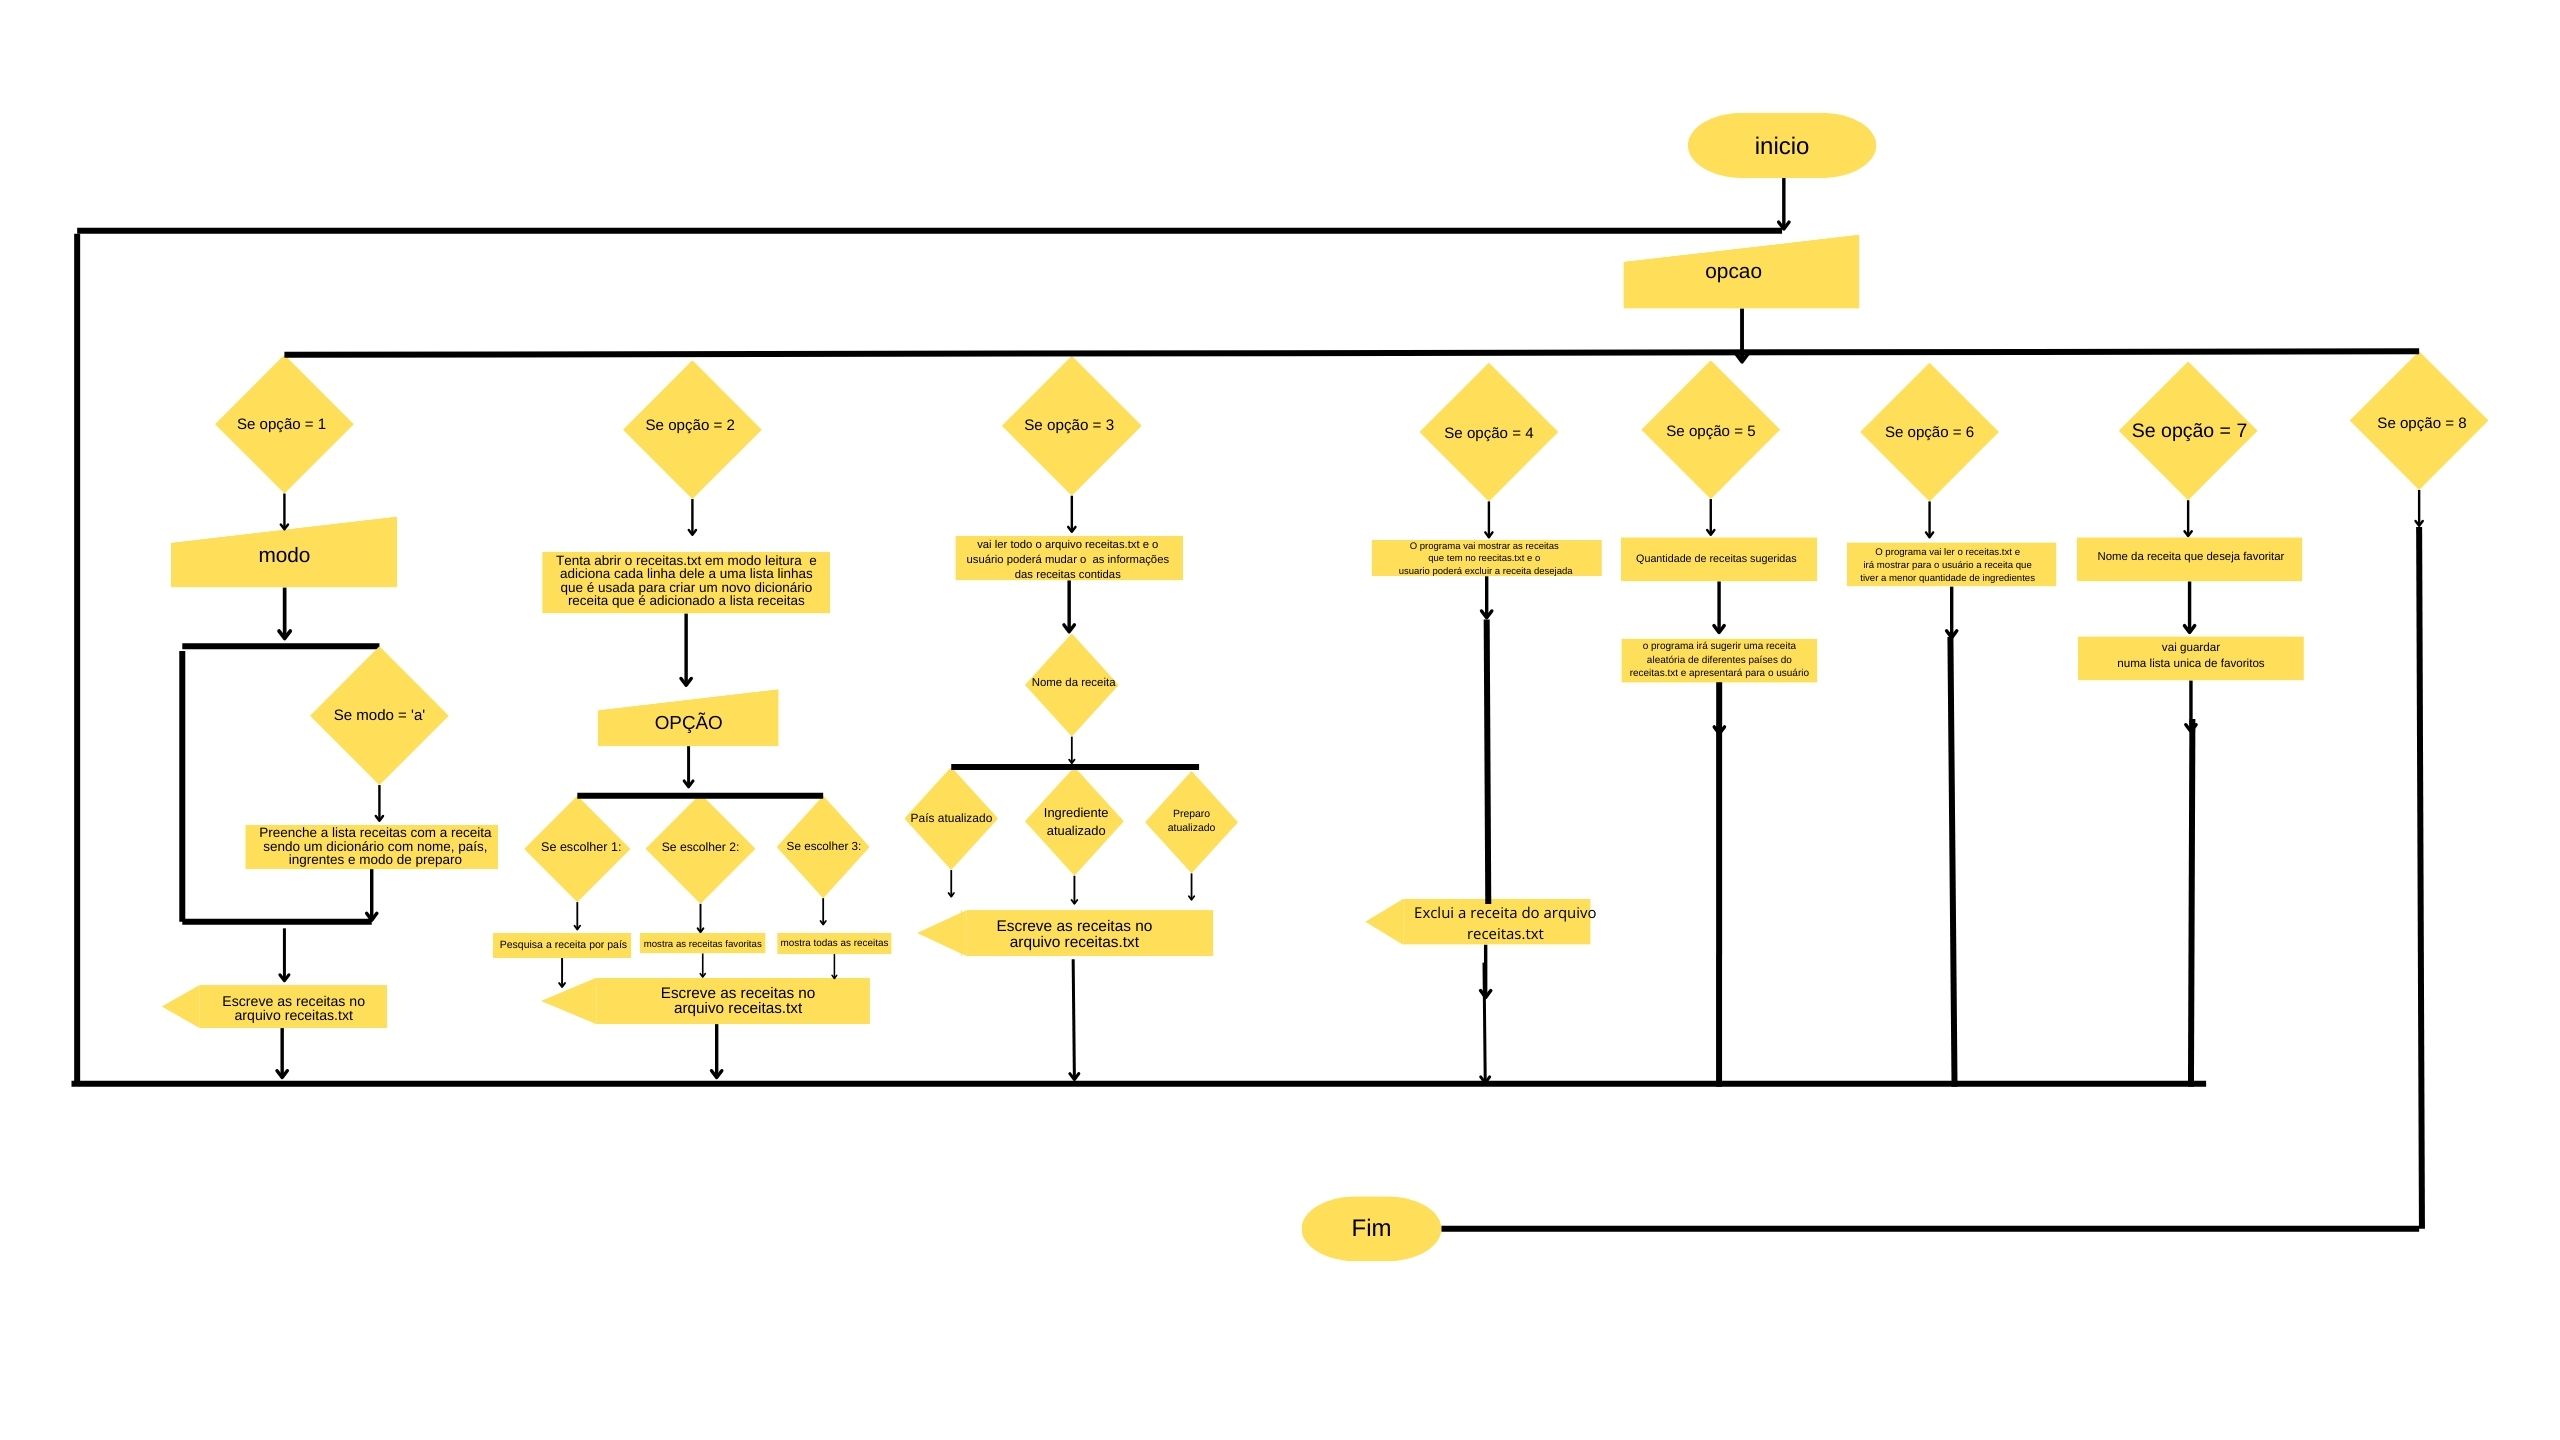 inicio
opcao
Se opção = 1
Se opção = 2
Se opção = 3
Se opção = 4
Se opção = 5
Se opção = 6
Se opção = 7
Se opção = 8
modo
Se modo = 'a'
Preenche a lista receitas com a receita
sendo um dicionário com nome, país,
ingrentes e modo de preparo
Escreve as receitas no
arquivo receitas.txt
Tenta abrir o receitas.txt em modo leitura e
adiciona cada linha dele a uma lista linhas
que é usada para criar um novo dicionário
receita que é adicionado a lista receitas
OPÇÃO
Se escolher 1:
Se escolher 2:
Se escolher 3:
Pesquisa a receita por país
mostra as receitas favoritas
mostra todas as receitas
Escreve as receitas no
arquivo receitas.txt
vai ler todo o arquivo receitas.txt e o
usuário poderá mudar o as informações
das receitas contidas
Nome da receita
País atualizado
Ingrediente
atualizado
Preparo
atualizado
Escreve as receitas no
arquivo receitas.txt
O programa vai mostrar as receitas
que tem no recitas.txt e o
usuario poderá excluir a receita desejada
Exclui a receita do arquivo
receitas.txt
Quantidade de receitas sugeridas
o programa irá sugerir uma receita
aleatória de diferentes países do
receitas.txt e apresentará para o usuário
O programa vai ler o receitas.txt e
irá mostrar para o usuário a receita que
tiver a menor quantidade de ingredientes
Nome da receita que deseja favoritar
vai guardar
numa lista unica de favoritos
Fim